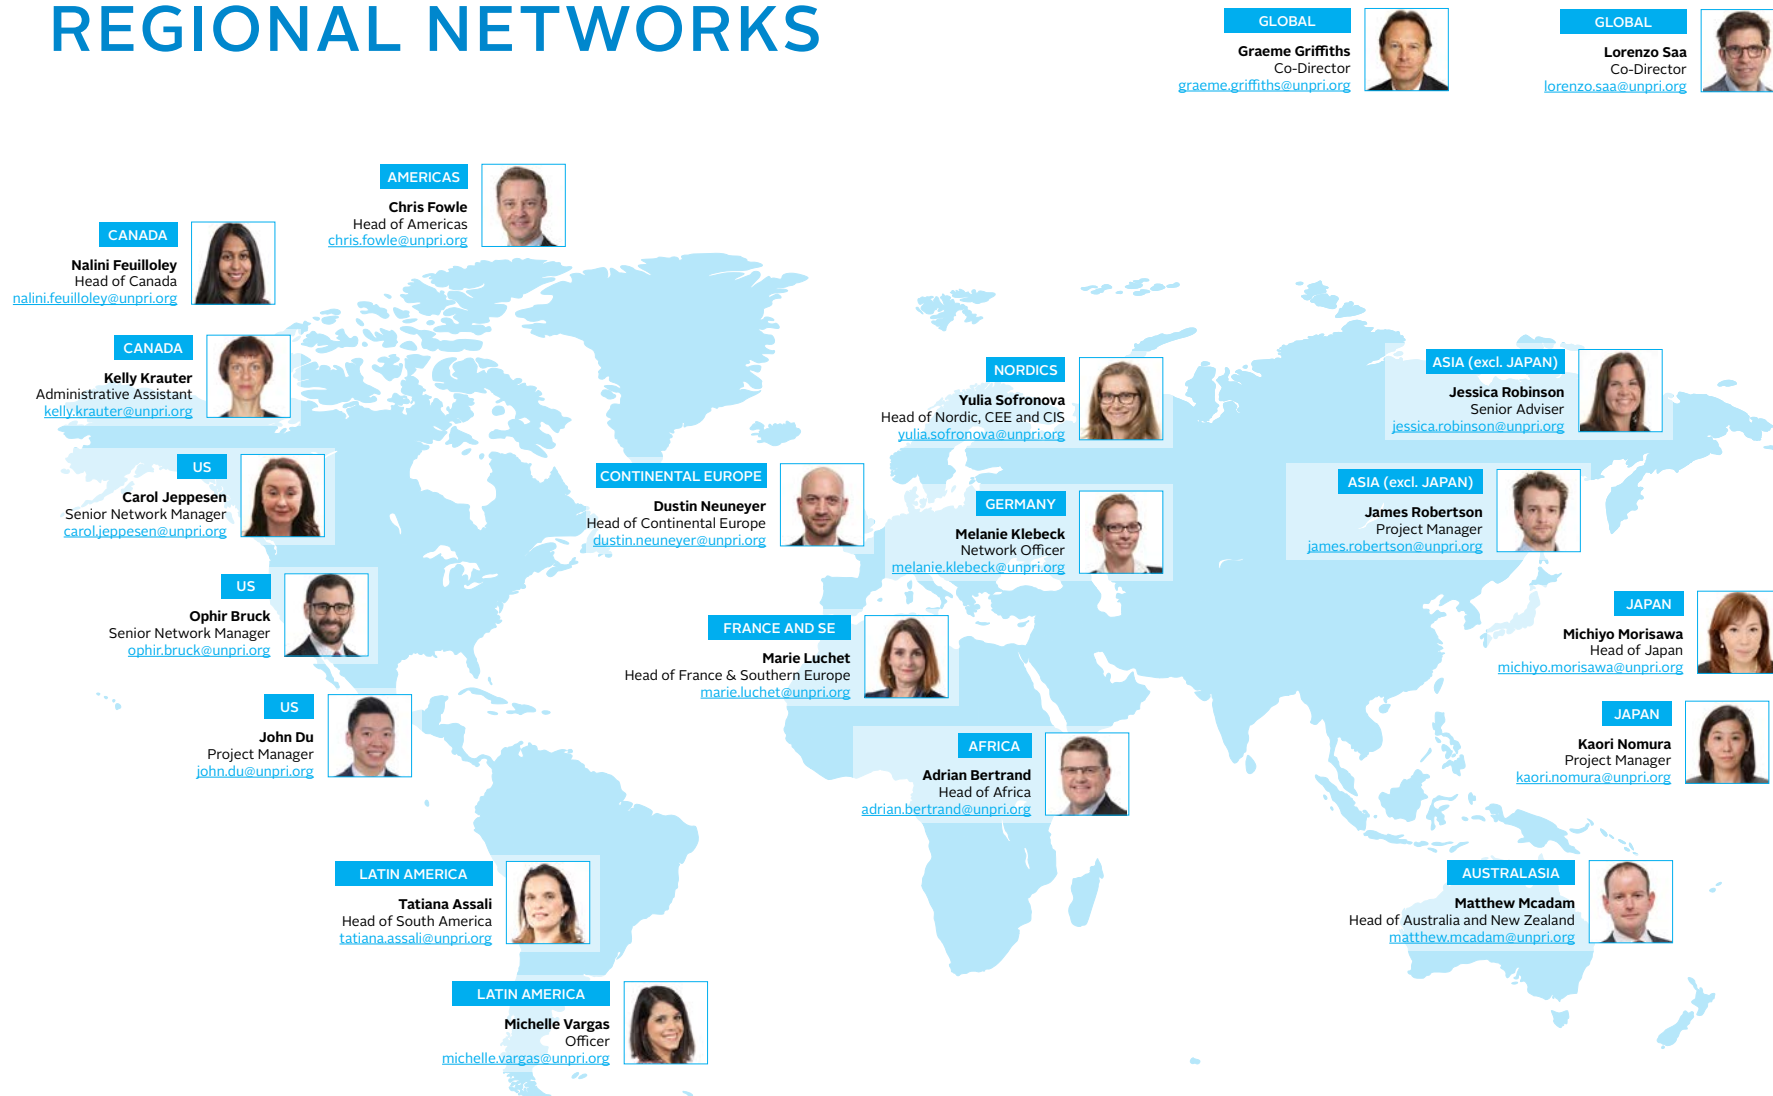 REGIONAL NETWORKS
GLOBAL
Graeme Griffiths
Co-Director
graeme.griffiths@unpri.org
GLOBAL
Lorenzo Saa
Co-Director
lorenzo.saa@unpri.org
AMERICAS
Chris Fowle
Head of Americas
chris.fowle@unpri.org
CANADA
Nalini Feuilloley
Head of Canada
nalini.feuilloley@unpri.org
CANADA
Kelly Krauter
Administrative Assistant
kelly.krauter@unpri.org
US
Carol Jeppesen
Senior Network Manager
carol.jeppesen@unpri.org
US
Ophir Bruck
Senior Network Manager
ophir.bruck@unpri.org
US
John Du
Project Manager
john.du@unpri.org
LATIN AMERICA
Tatiana Assali
Head of South America
tatiana.assali@unpri.org
LATIN AMERICA
Michelle Vargas
Officer
michelle.vargas@unpri.org
NORDICS
Yulia Sofronova
Head of Nordic, CEE and CIS
yulia.sofronova@unpri.org
CONTINENTAL EUROPE
Dustin Neuneyer
Head of Continental Europe
dustin.neuneyer@unpri.org
GERMANY
Melanie Klebeck
Network Officer
melanie.klebeck@unpri.org
FRANCE AND SE
Marie Luchet
Head of France & Southern Europe
marie.luchet@unpri.org
AFRICA
Adrian Bertrand
Head of Africa
adrian.bertrand@unpri.org
ASIA (excl. JAPAN)
Jessica Robinson
Senior Adviser
jessica.robinson@unpri.org
ASIA (excl. JAPAN)
James Robertson
Project Manager
james.robertson@unpri.org
JAPAN
Michiyo Morisawa
Head of Japan
michiyo.morisawa@unpri.org
JAPAN
Kaori Nomura
Project Manager
kaori.nomura@unpri.org
AUSTRALASIA
Matthew Mcadam
Head of Australia and New Zealand
matthew.mcadam@unpri.org